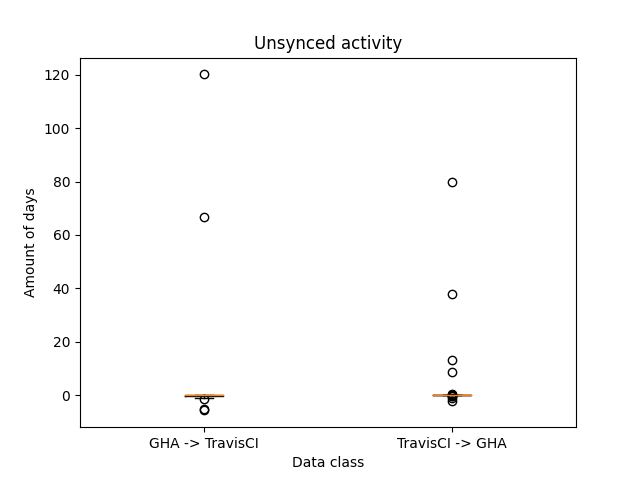 Unsynced activity
Amount of days
120
100
80
60
40
20
0
GHA -> TravisCI
TravisCI -> GHA
Data class